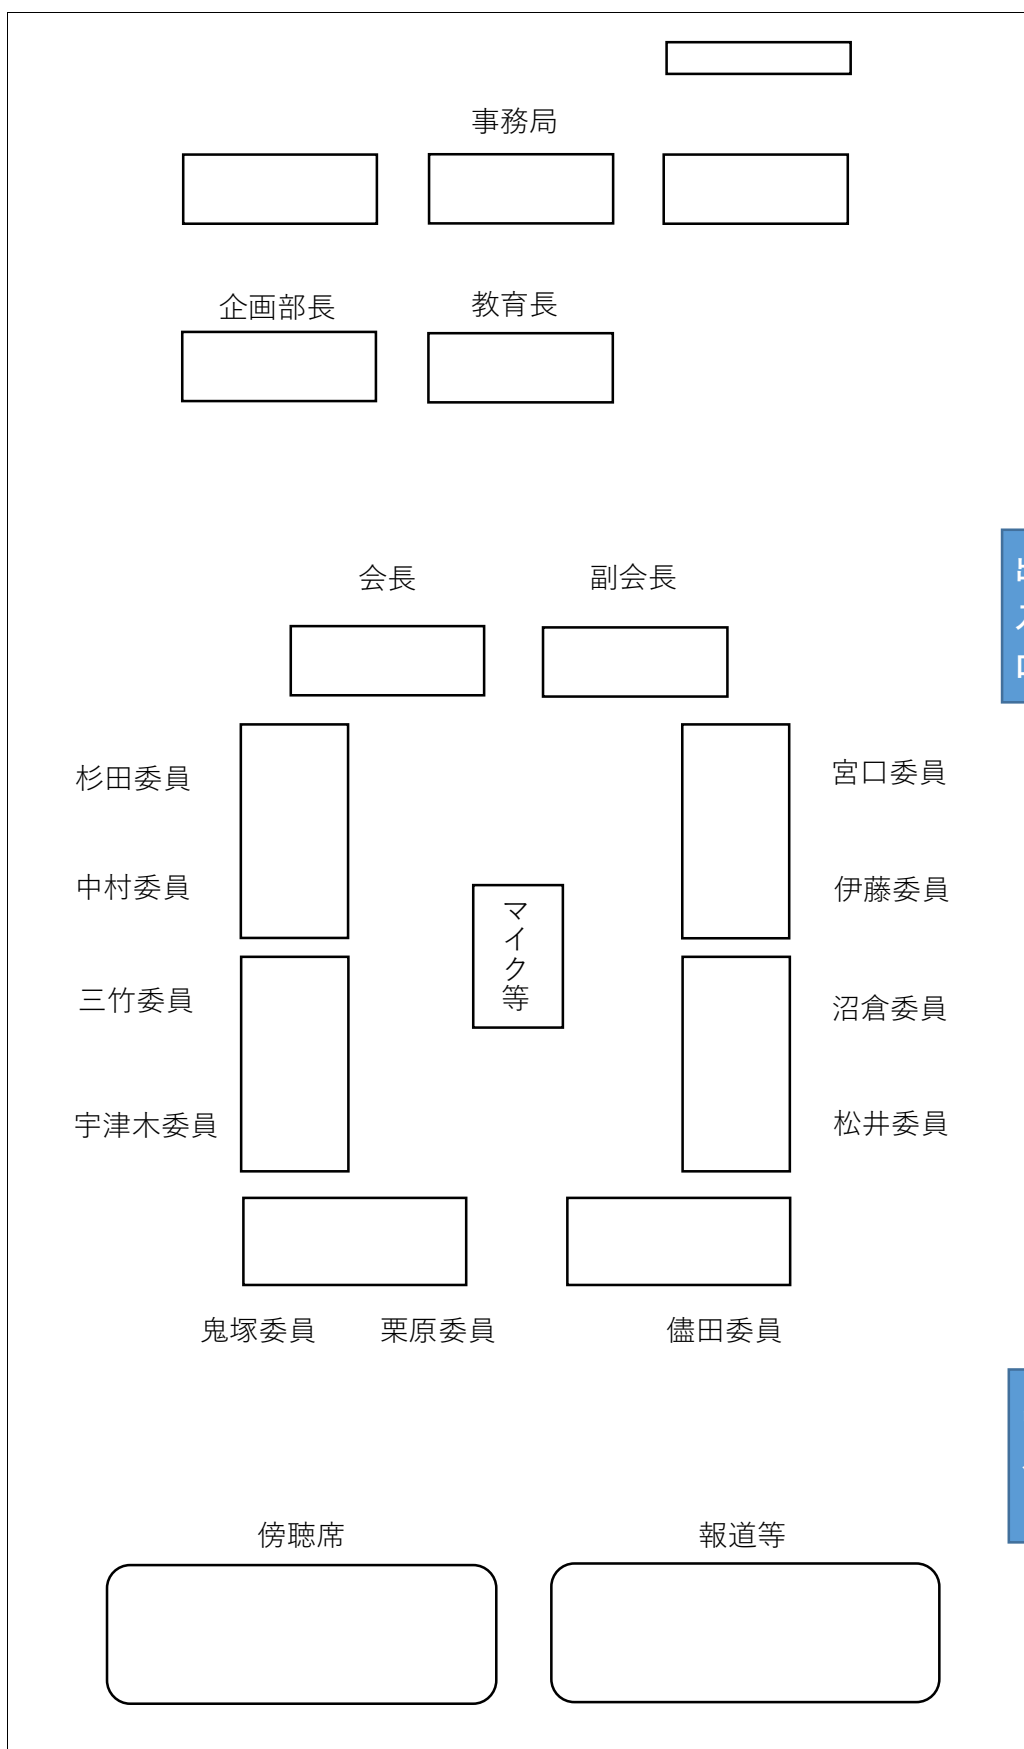 事務局
企画部長
教育長
会長
副会長
杉田委員
宮口委員
中村委員
伊藤委員
マイク等
三竹委員
沼倉委員
宇津木委員
松井委員
鬼塚委員
栗原委員
儘田委員
傍聴席
報道等